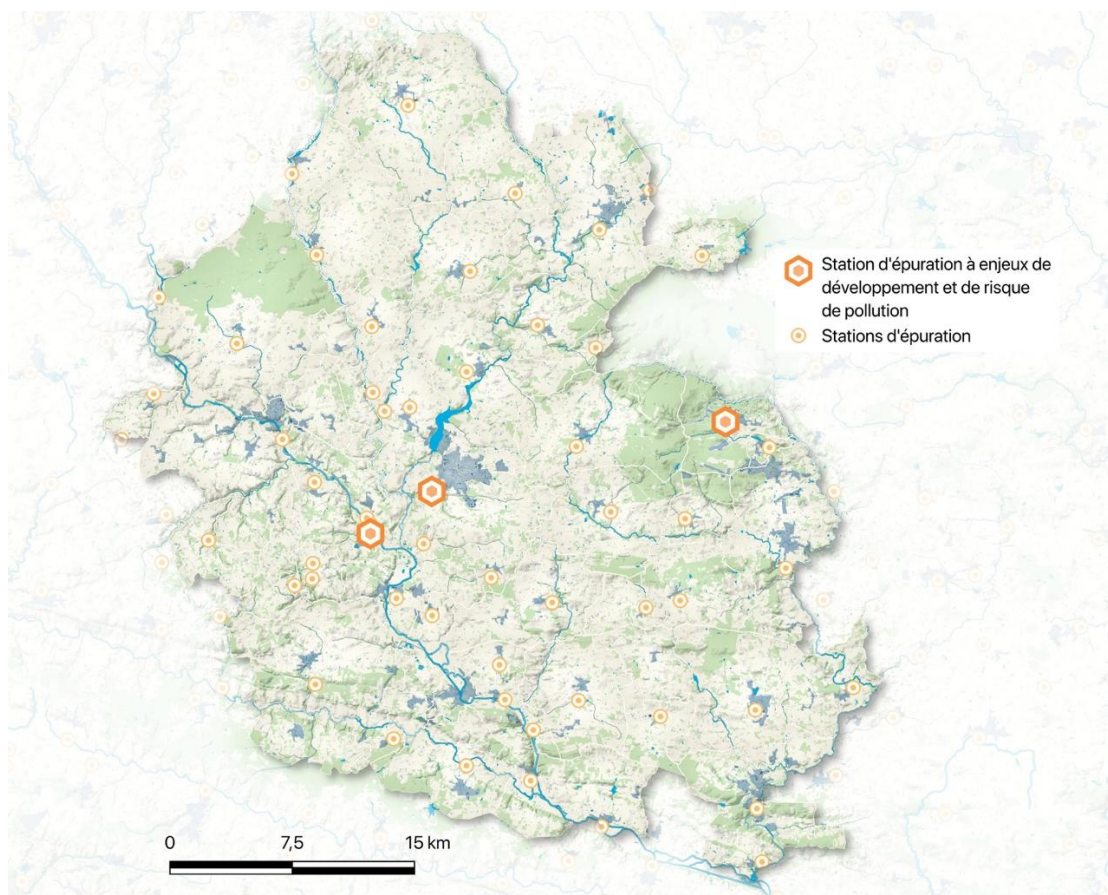 Station d'épuration à enjeux de
développement et de risque
de pollution
Stations d'épuration
0 7,5 15 km